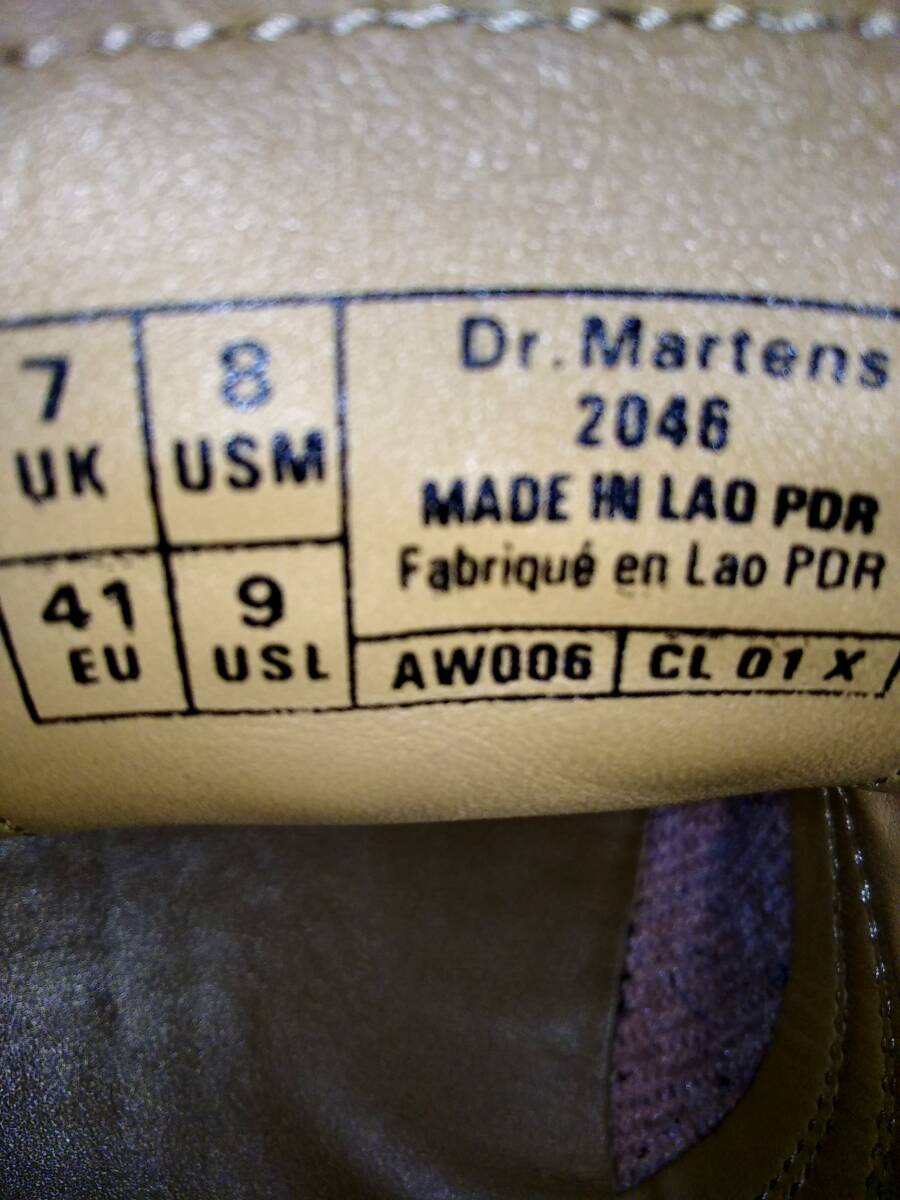 7
UK
8
USM
41
EU
9
USL
Dr. Martens
2046
MADE IN LAO PDR
Fabriqué en Lao PDR
AW006
CL 01 X